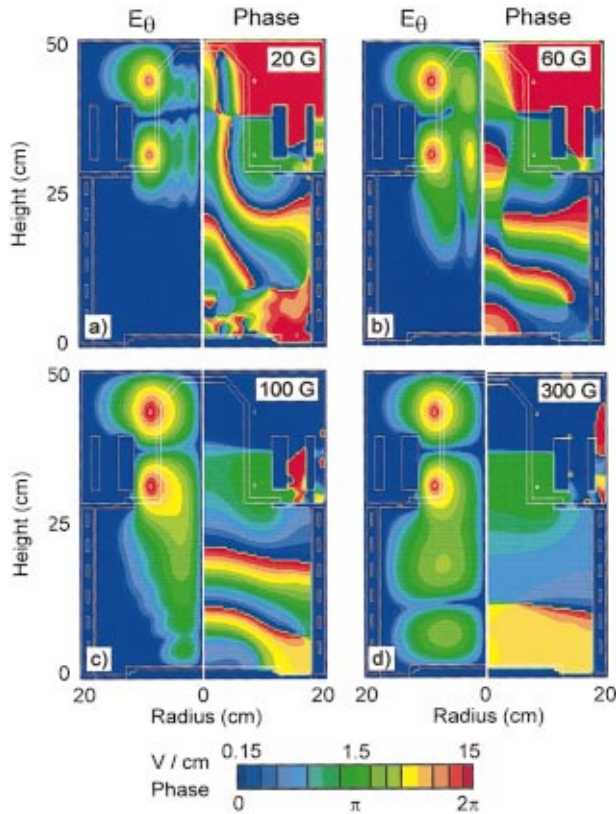 Eθ Phase Eθ Phase
50 20 G 60 G
Height (cm)
25
0 a) b)
50 100 G 300 G
Height (cm)
25
0 c) d)
20 0 20 20 0 20
Radius (cm) Radius (cm)
V / cm 0.15 1.5 15
Phase 0 π 2π